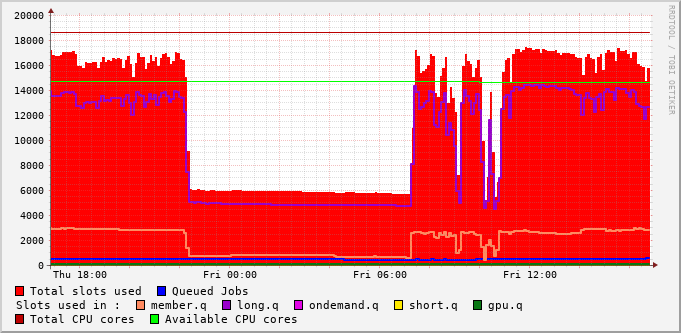 20000
18000
16000
14000
12000
10000
8000
6000
4000
2000
0
Thu 18:00 Fri 00:00 Fri 06:00 Fri 12:00
RRDTOOL / TOBI OETIKER
Total slots used Queued Jobs
Slots used in : member.q long.q ondemand.q short.q gpu.q
Total CPU cores Available CPU cores